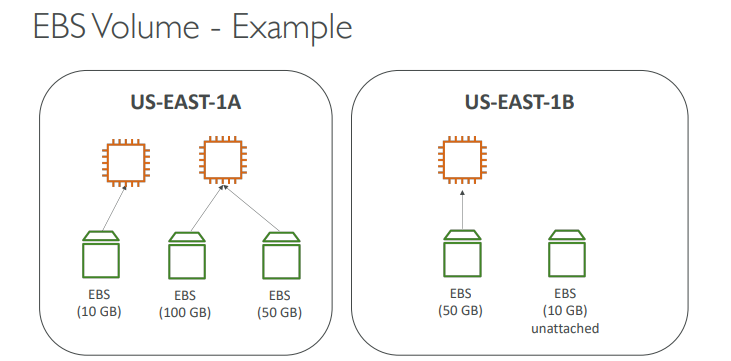 EBS Volume - Example
US-EAST-1A
US-EAST-1B
EBS
(10 GB)
EBS
(100 GB)
EBS
(50 GB)
EBS
(50 GB)
EBS
(10 GB)
unattached